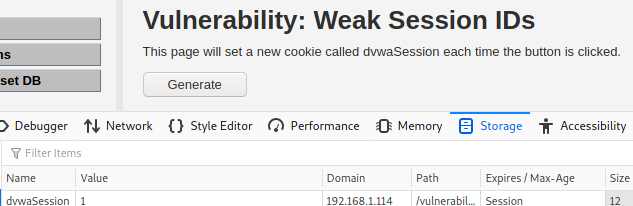 Vulnerability: Weak Session IDs
This page will set a new cookie called dvwaSession each time the button is clicked.
ns
set DB
Generate
Debugger Network Style Editor Performance Memory Storage Accessibility
Filter Items
Name Value Domain Path Expires / Max-Age Size
dvwaSession 1 192.168.1.114 /vulnerabil... Session 12